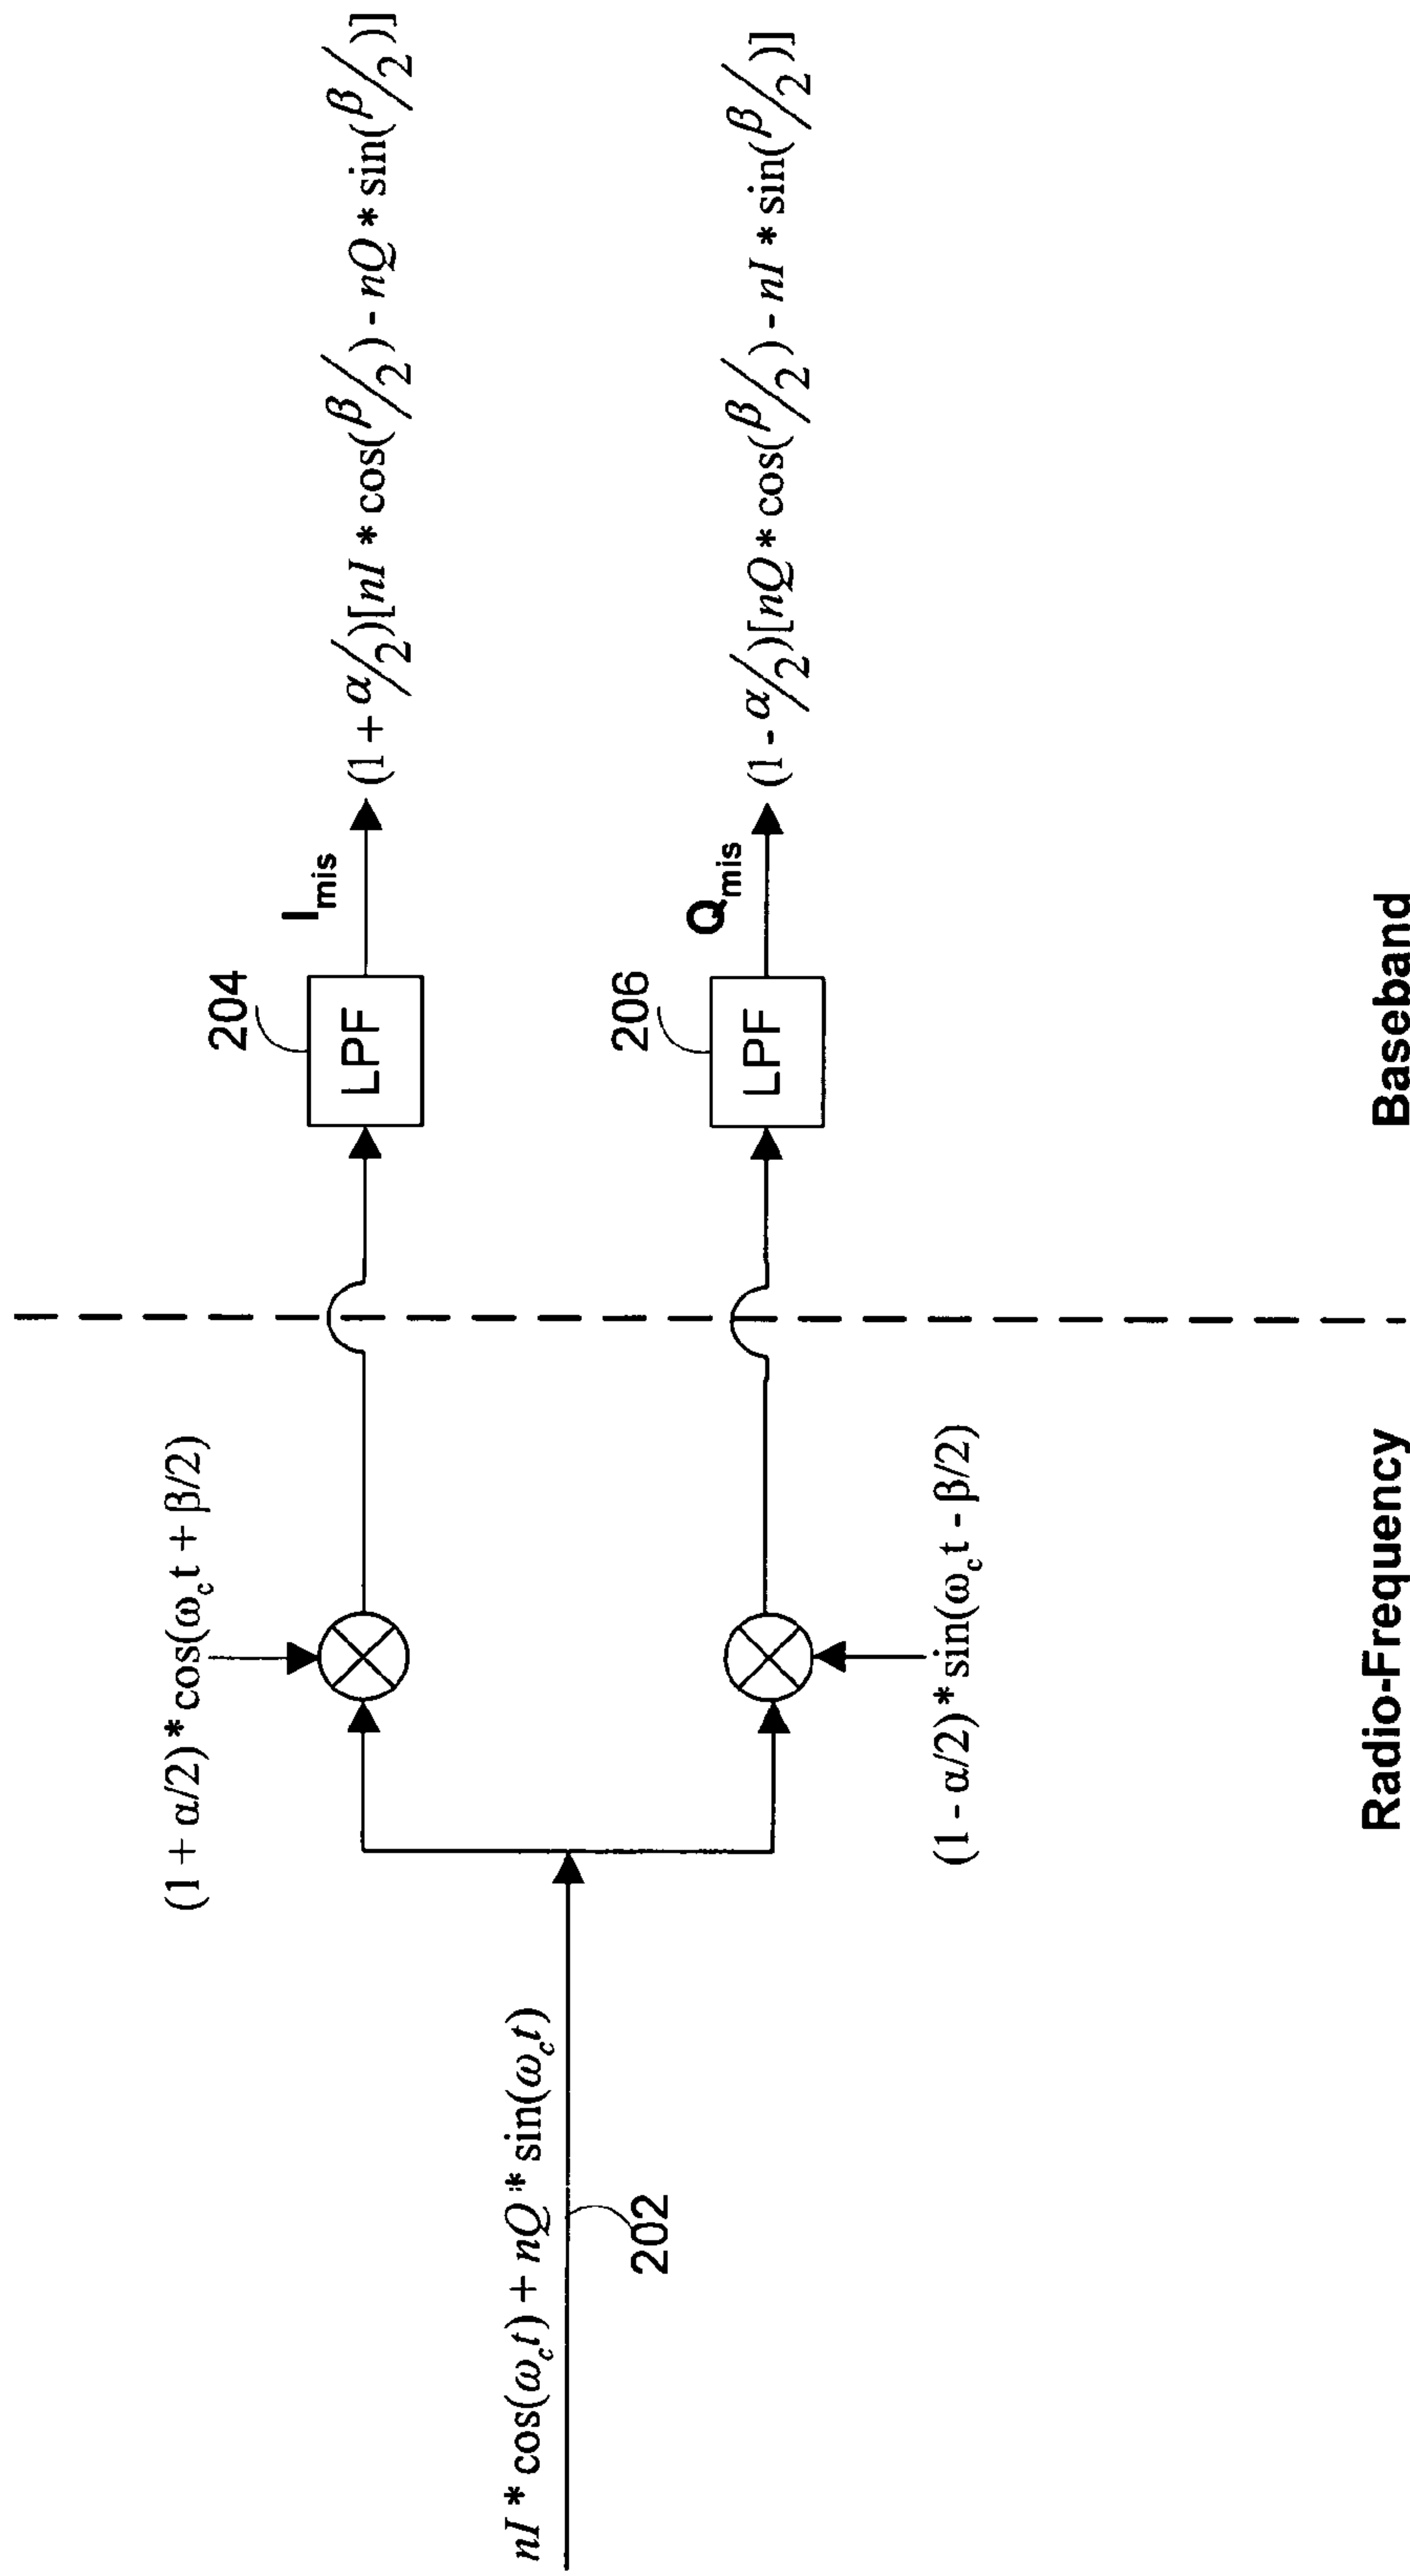 nI * cos(ω_c t) + nQ * sin(ω_c t)
202
(1 + α/2) * cos(ω_c t + β/2)
(1 - α/2) * sin(ω_c t - β/2)
204
LPF
I_mis
(1 + α/2)[nI * cos(β/2) - nQ * sin(β/2)]
206
LPF
Q_mis
(1 - α/2)[nQ * cos(β/2) - nI * sin(β/2)]
Radio-Frequency
Baseband